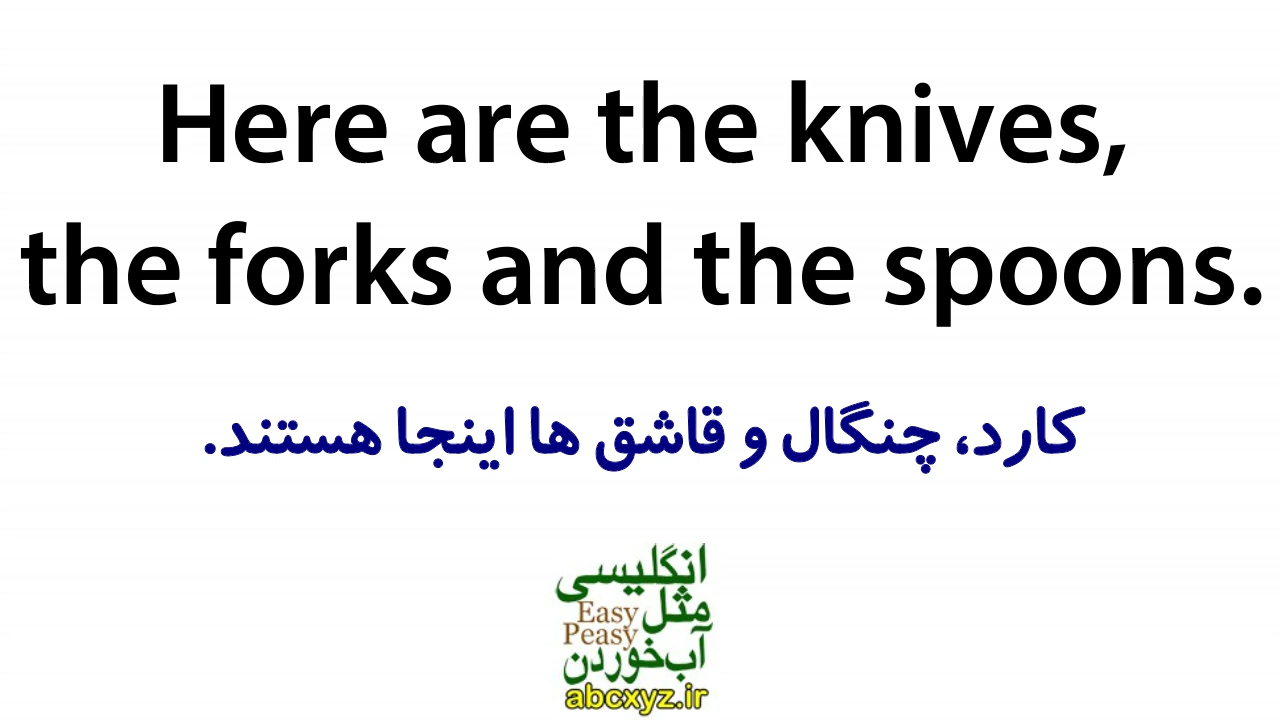 Here are the knives,
the forks and the spoons.
کارد، چنگال و قاشق ها اینجا هستند.
انگلیسی
مثل
Easy
Peasy
آب‌خوردن
abcxyz.ir